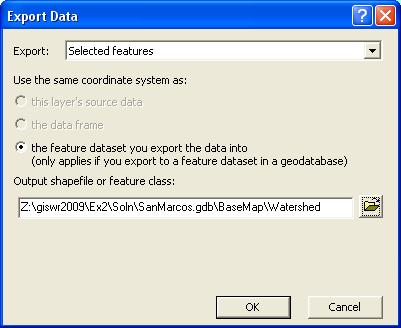 Export Data
Export: Selected features
Use the same coordinate system as:
this layer's source data
the data frame
the feature dataset you export the data into
(only applies if you export to a feature dataset in a geodatabase)
Output shapefile or feature class:
Z:\giswr2009\Ex2\Soln\SanMarcos.gdb\BaseMap\Watershed
OK Cancel